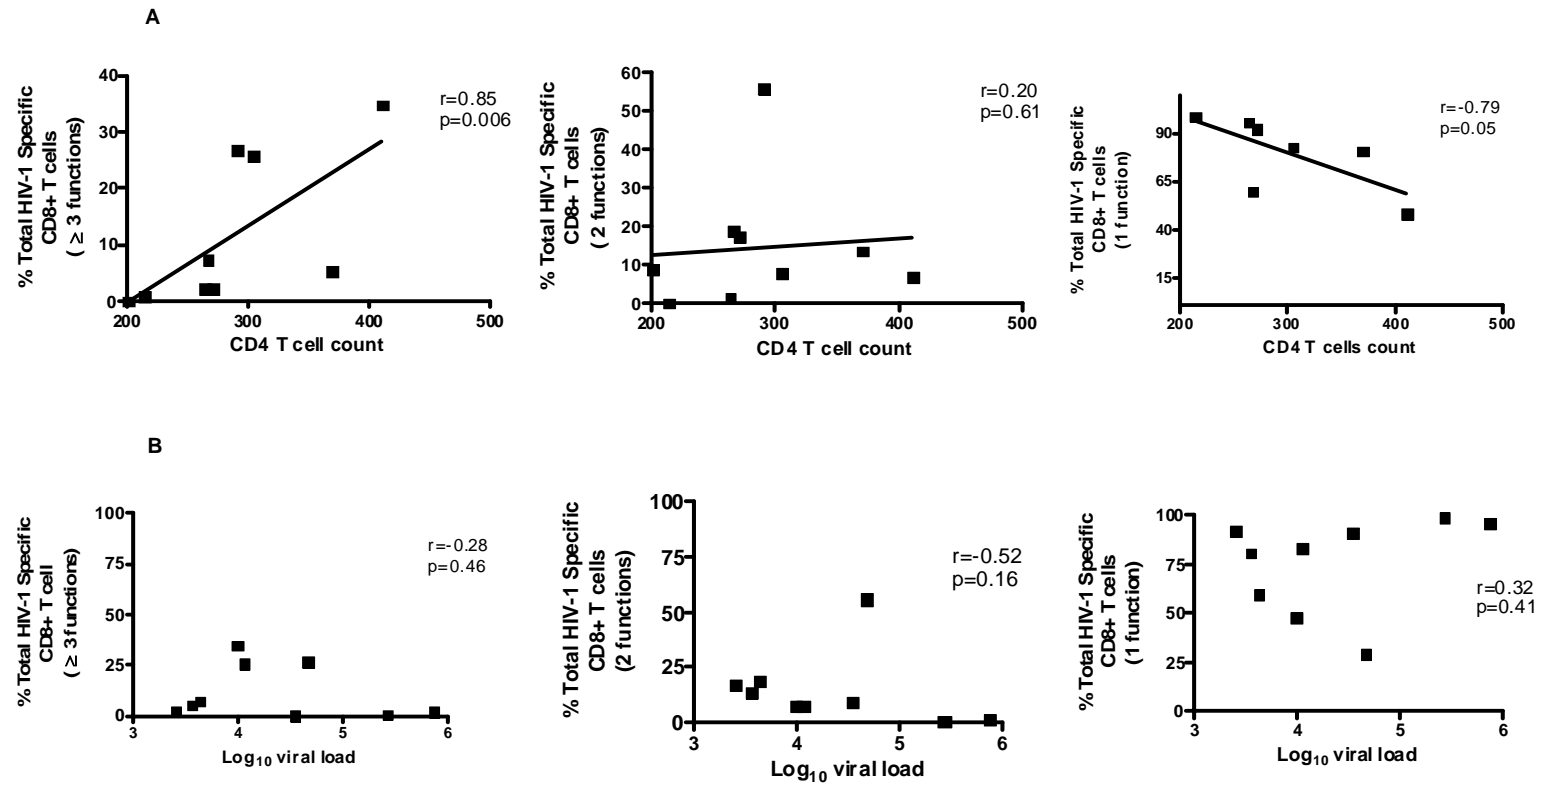 A
% Total HIV-1 Specific
CD8+ T cells
( ≥ 3 functions)
40
30
20
10
0
200
300
400
500
CD4 T cell count
r=0.85
p=0.006
% Total HIV-1 Specific
CD8+ T cells
( 2 functions)
60
50
40
30
20
10
0
200
300
400
500
CD4 T cell count
r=0.20
p=0.61
% Total HIV-1 Specific
CD8+ T cells
(1 function)
90
65
40
15
200
300
400
500
CD4 T cells count
r=-0.79
p=0.05
B
% Total HIV-1 Specific
CD8+ T cell
( ≥ 3 functions)
100
75
50
25
0
3
4
5
6
Log10 viral load
r=-0.28
p=0.46
% Total HIV-1 Specific
CD8+ T cells
(2 functions)
100
75
50
25
0
3
4
5
6
Log10 viral load
r=-0.52
p=0.16
% Total HIV-1 Specific
CD8+ T cells
(1 function)
100
75
50
25
0
3
4
5
6
Log10 viral load
r=0.32
p=0.41